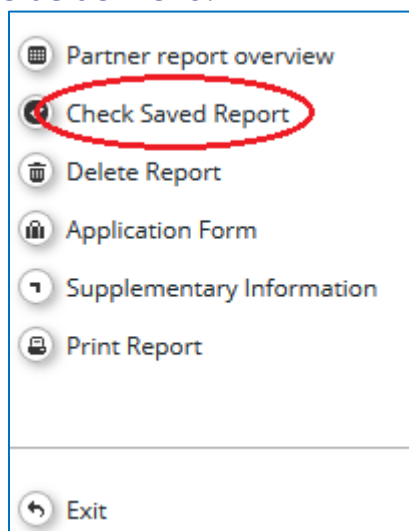 Partner report overview
Check Saved Report
Delete Report
Application Form
Supplementary Information
Print Report
Exit